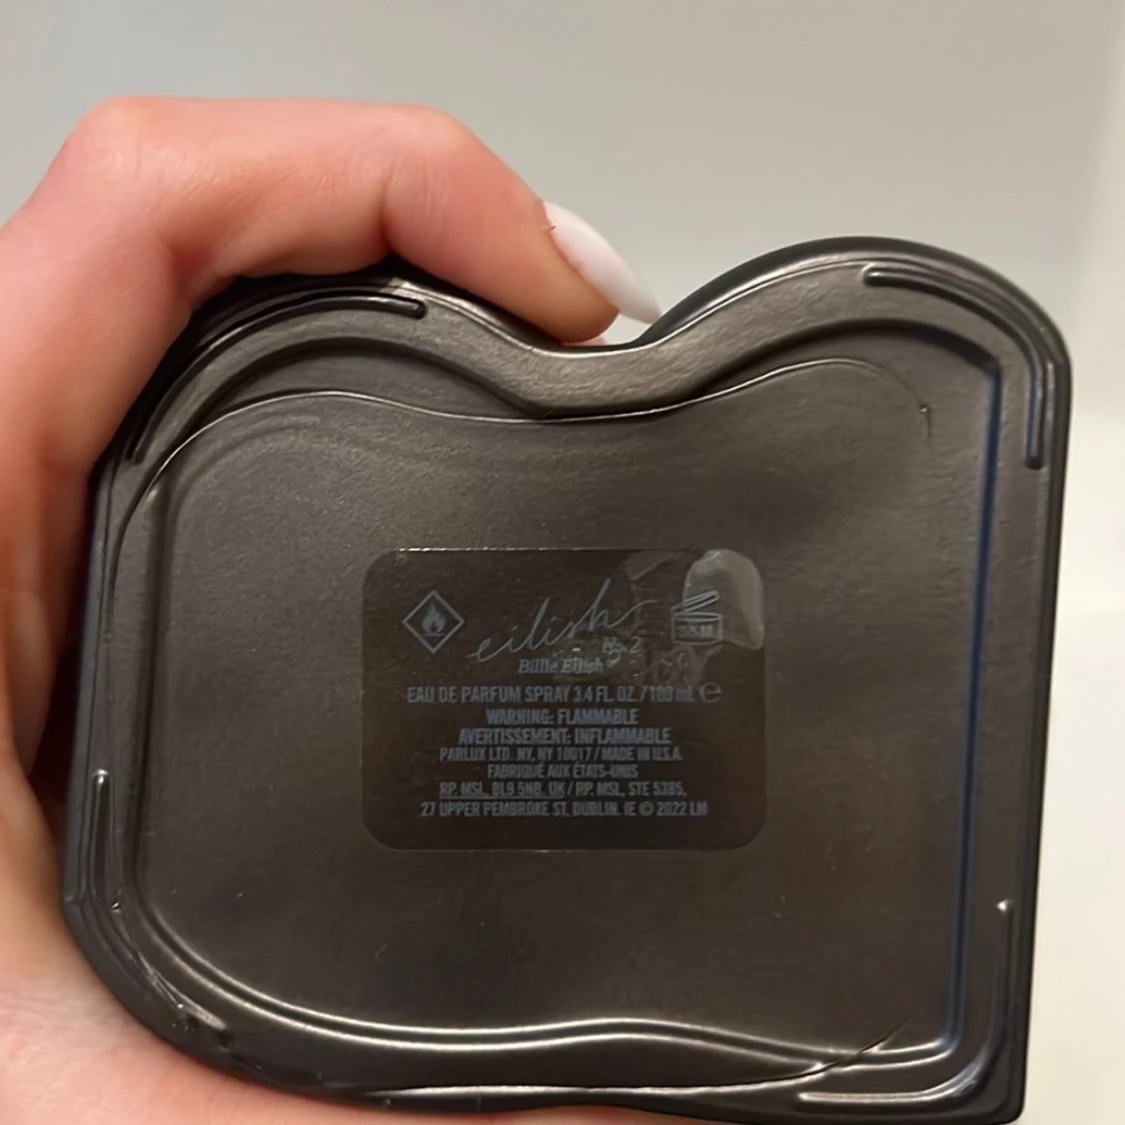 eilish
No. 2
Billie Eilish
EAU DE PARFUM SPRAY 3.4 FL. OZ. / 100 mL ℮
WARNING: FLAMMABLE
AVERTISSEMENT: INFLAMMABLE
PARLUX LTD. NY, NY 10017 / MADE IN U.S.A.
FABRIQUÉ AUX ÉTATS-UNIS
RP: MSL, BL9 5NB. UK / RP: MSL, STE 5385,
27 UPPER PEMBROKE ST, DUBLIN. IE © 2022 LM